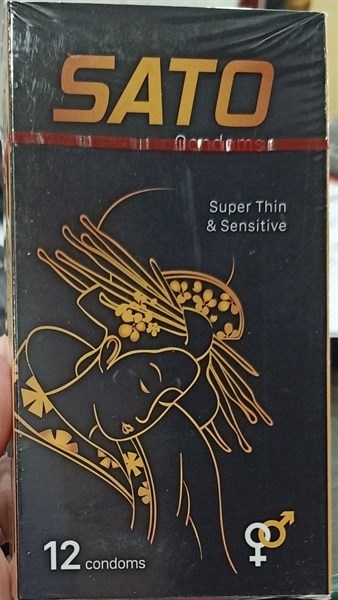 SATO
Condoms
Super Thin
& Sensitive
12 condoms